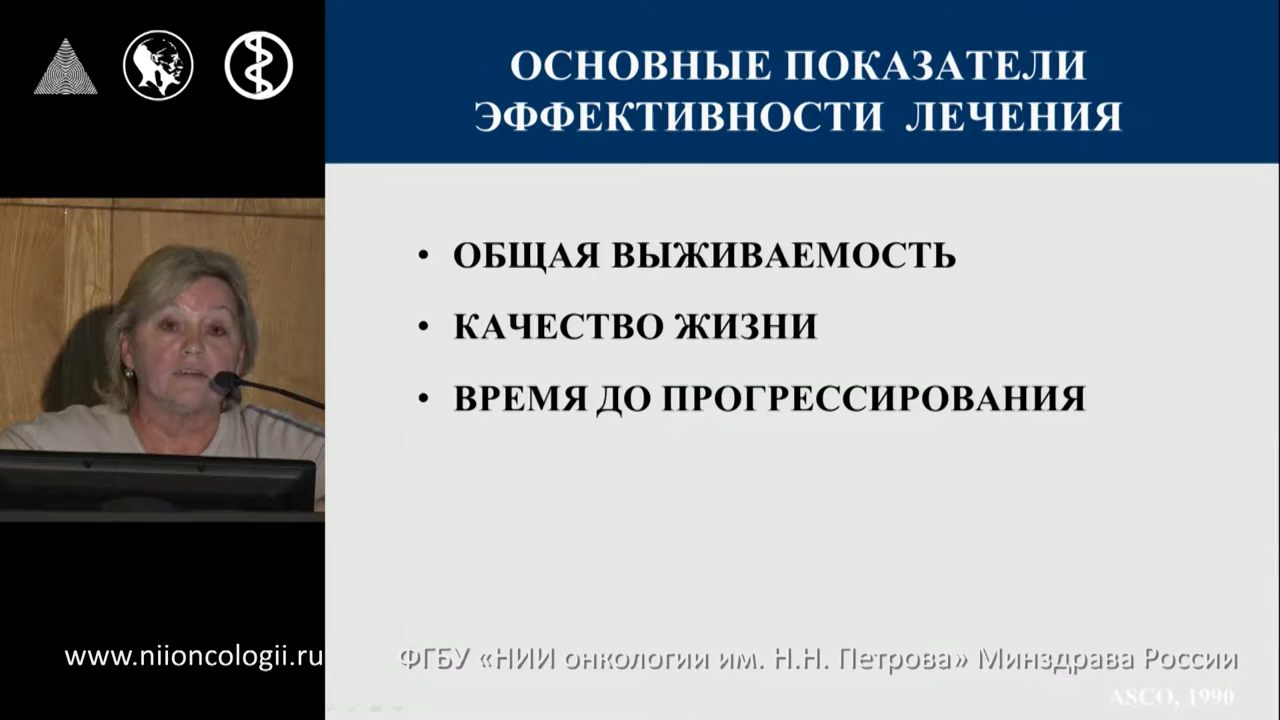 ОСНОВНЫЕ ПОКАЗАТЕЛИ
ЭФФЕКТИВНОСТИ ЛЕЧЕНИЯ
• ОБЩАЯ ВЫЖИВАЕМОСТЬ
• КАЧЕСТВО ЖИЗНИ
• ВРЕМЯ ДО ПРОГРЕССИРОВАНИЯ
www.niioncologii.ru
ФГБУ «НИИ онкологии им. Н.Н. Петрова» Минздрава России
ASCO, 1990